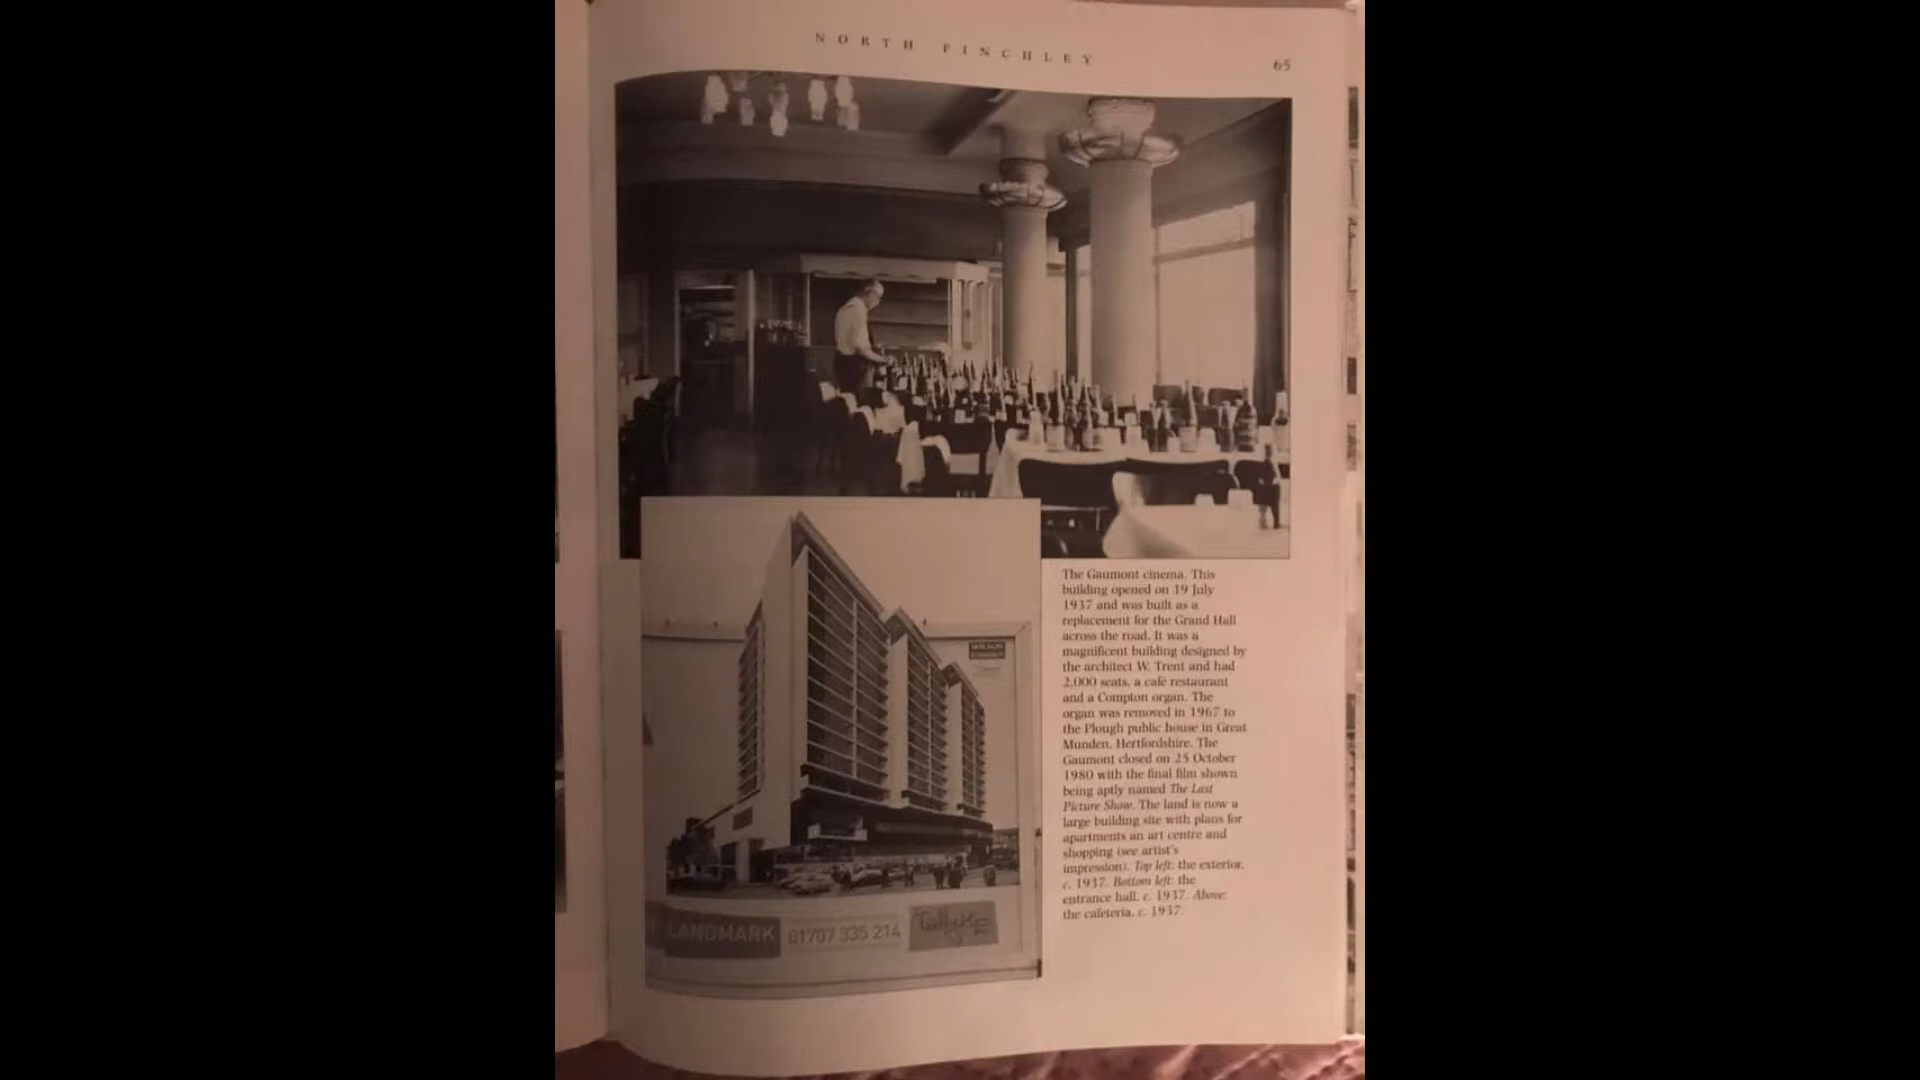 NORTH FINCHLEY
65
The Gaumont cinema. This
building opened on 19 July
1937 and was built as a
replacement for the Grand Hall
across the road. It was a
magnificent building designed by
the architect W. Trent and had
2,000 seats, a café restaurant
and a Compton organ. The
organ was removed in 1967 to
the Plough public house in Great
Munden, Hertfordshire. The
Gaumont closed on 25 October
1980 with the final film shown
being aptly named The Last
Picture Show. The land is now a
large building site with plans for
apartments an art centre and
shopping (see artist's
impression). Top left: the exterior,
c. 1937. Bottom left: the
entrance hall, c. 1937. Above:
the cafeteria, c. 1937.
LANDMARK 01707 335 214